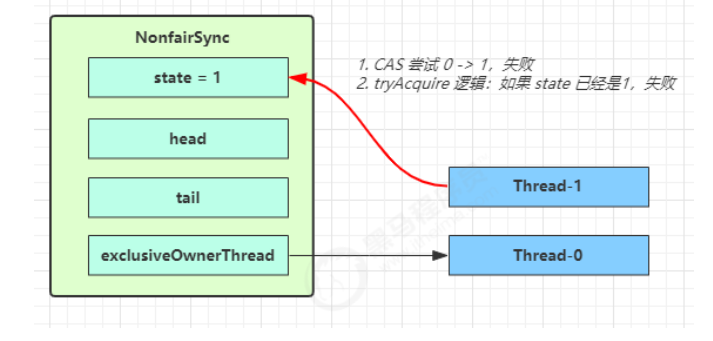 NonfairSync
state = 1
head
tail
exclusiveOwnerThread
1. CAS 尝试 0 -> 1，失败
2. tryAcquire 逻辑：如果 state 已经是1，失败
Thread-1
Thread-0